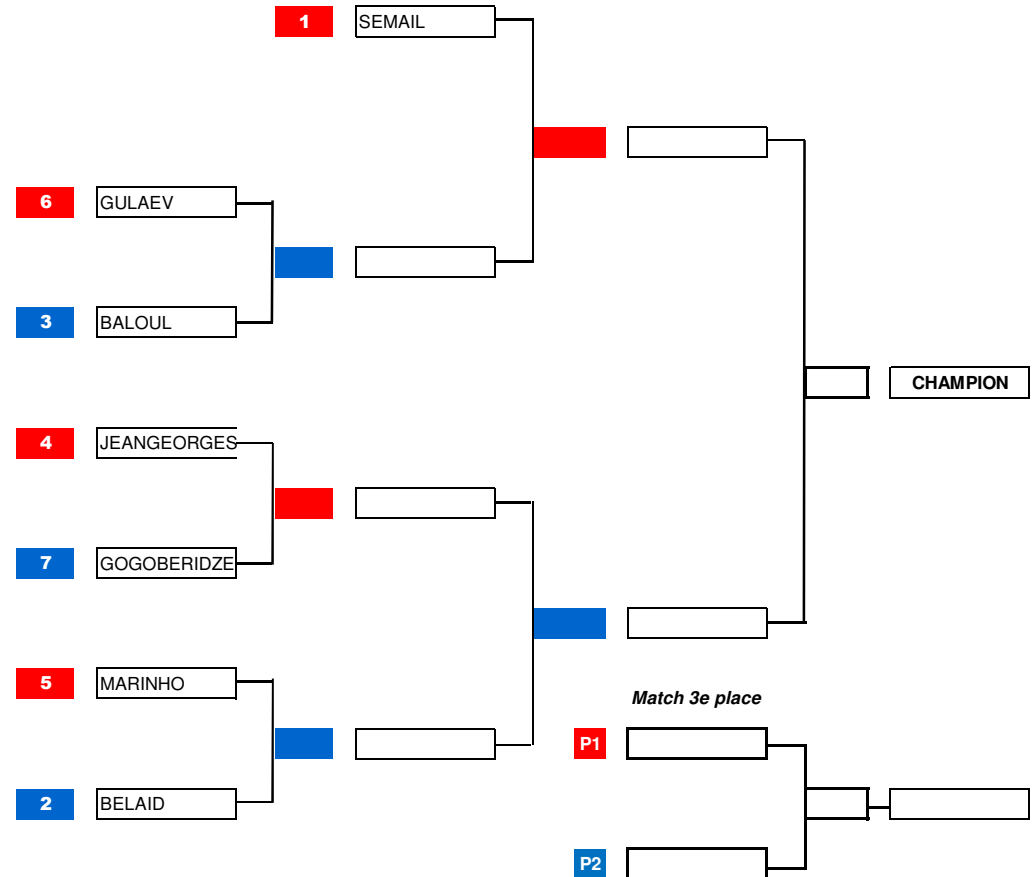 1 SEMAIL
6 GULAEV
3 BALOUL
CHAMPION
4 JEANGEORGES
7 GOGOBERIDZE
5 MARINHO
Match 3e place
P1
2 BELAID
P2